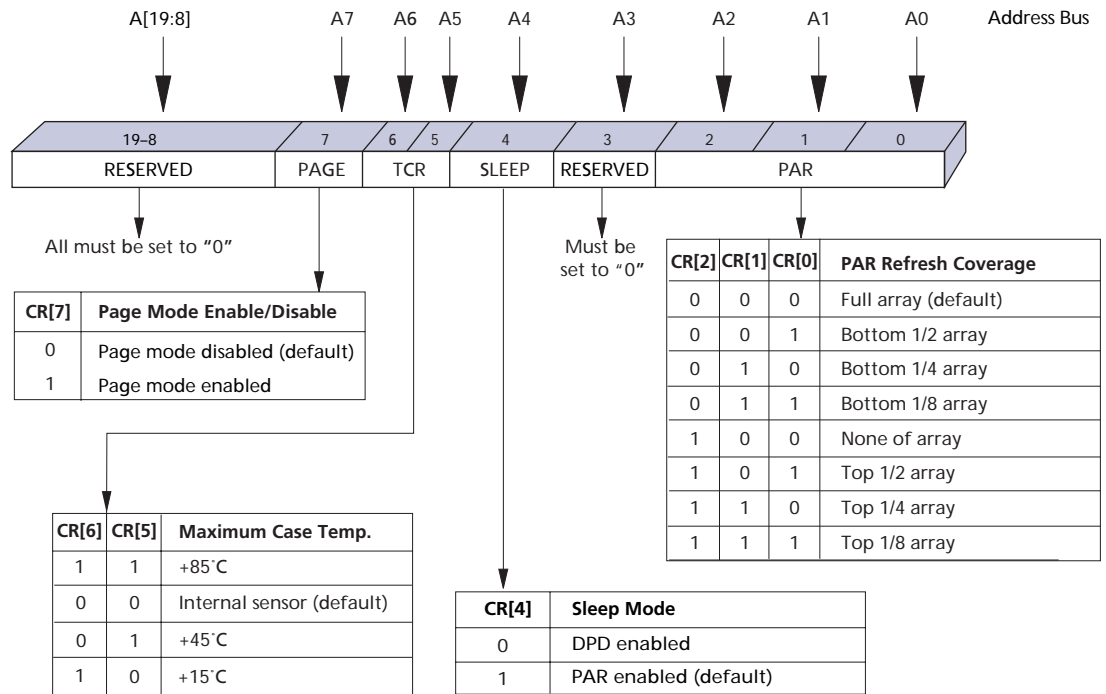 A[19:8] A7 A6 A5 A4 A3 A2 A1 A0 Address Bus
19–8 7 6 5 4 3 2 1 0
RESERVED PAGE TCR SLEEP RESERVED PAR
All must be set to "0"
Must be
set to "0"
CR[7] Page Mode Enable/Disable
0 Page mode disabled (default)
1 Page mode enabled
CR[2] CR[1] CR[0] PAR Refresh Coverage
0 0 0 Full array (default)
0 0 1 Bottom 1/2 array
0 1 0 Bottom 1/4 array
0 1 1 Bottom 1/8 array
1 0 0 None of array
1 0 1 Top 1/2 array
1 1 0 Top 1/4 array
1 1 1 Top 1/8 array
CR[6] CR[5] Maximum Case Temp.
1 1 +85˚C
0 0 Internal sensor (default)
0 1 +45˚C
1 0 +15˚C
CR[4] Sleep Mode
0 DPD enabled
1 PAR enabled (default)